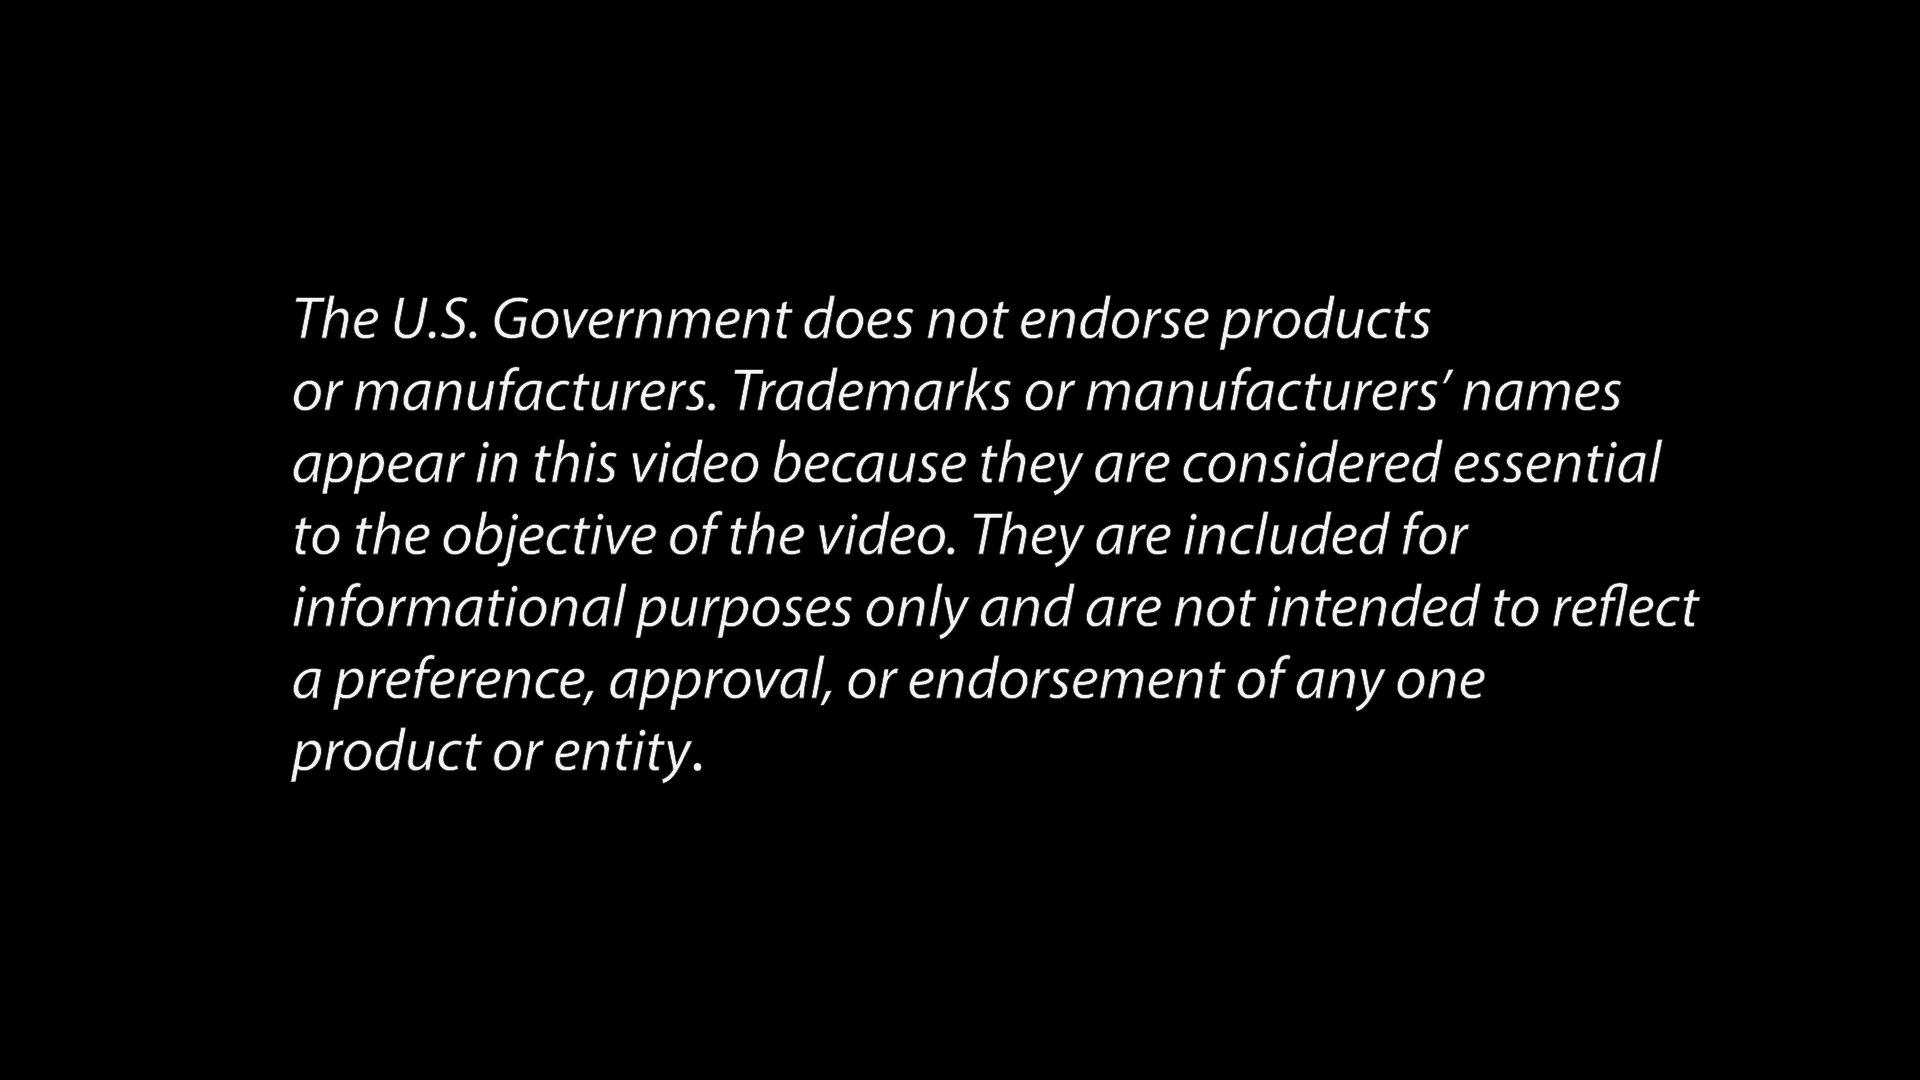 The U.S. Government does not endorse products
or manufacturers. Trademarks or manufacturers’ names
appear in this video because they are considered essential
to the objective of the video. They are included for
informational purposes only and are not intended to reflect
a preference, approval, or endorsement of any one
product or entity.